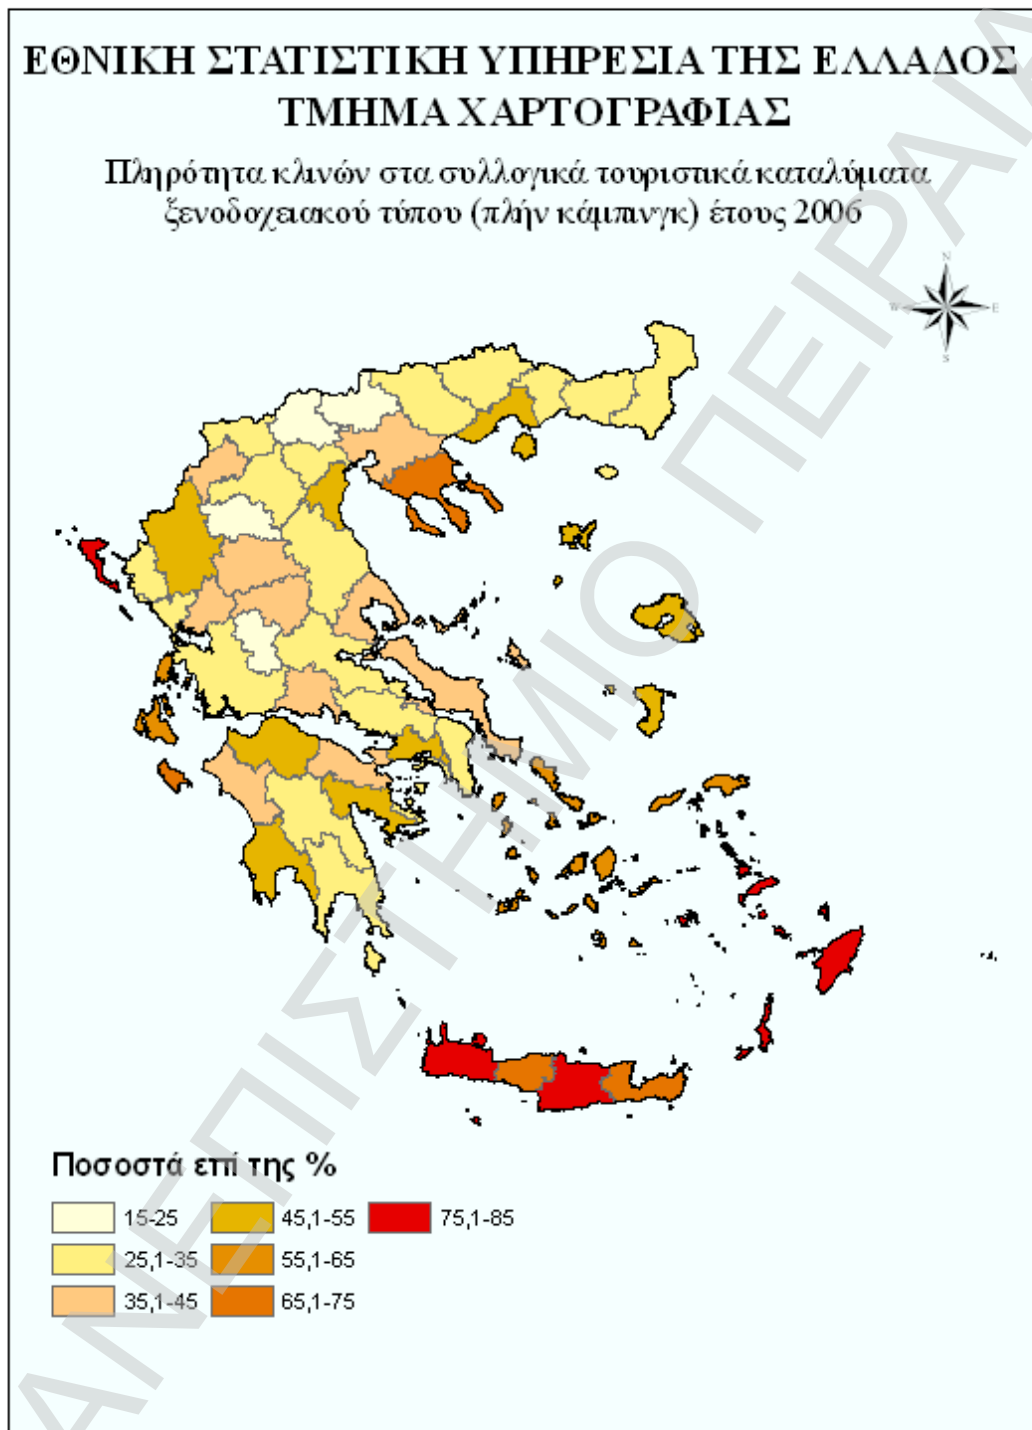 ΕΘΝΙΚΗ ΣΤΑΤΙΣΤΙΚΗ ΥΠΗΡΕΣΙΑ ΤΗΣ ΕΛΛΑΔΟΣ
ΤΜΗΜΑ ΧΑΡΤΟΓΡΑΦΙΑΣ
Πληρότητα κλινών στα συλλογικά τουριστικά καταλύματα
ξενοδοχειακού τύπου (πλήν κάμπινγκ) έτους 2006
N
W E
S
Ποσοστά επί της %
15-25 45,1-55 75,1-85
25,1-35 55,1-65
35,1-45 65,1-75
ΠΑΝΕΠΙΣΤΗΜΙΟ ΠΕΙΡΑΙΑ